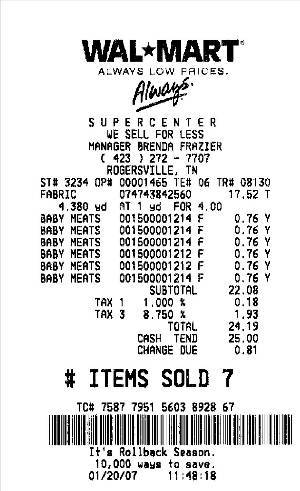 WAL★MART®
ALWAYS LOW PRICES.
Always.
SUPERCENTER
WE SELL FOR LESS
MANAGER BRENDA FRAZIER
( 423 ) 272 - 7707
ROGERSVILLE, TN
ST# 3234 OP# 00001465 TE# 06 TR# 08130
FABRIC 074743842560 17.52 T
4.380 yd AT 1 yd FOR 4.00
BABY MEATS 001500001214 F 0.76 Y
BABY MEATS 001500001214 F 0.76 Y
BABY MEATS 001500001214 F 0.76 Y
BABY MEATS 001500001212 F 0.76 Y
BABY MEATS 001500001212 F 0.76 Y
BABY MEATS 001500001214 F 0.76 Y
SUBTOTAL 22.08
TAX 1 1.000 % 0.18
TAX 3 8.750 % 1.93
TOTAL 24.19
CASH TEND 25.00
CHANGE DUE 0.81
# ITEMS SOLD 7
TC# 7587 7951 5603 8928 67
It's Rollback Season.
10,000 ways to save.
01/20/07 11:48:18